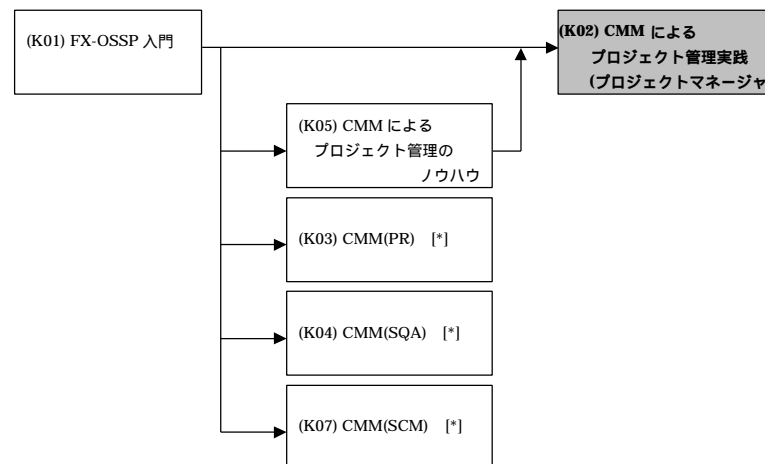 (K01) FX-OSSP 入門
(K02) CMM による
プロジェクト管理実践
(プロジェクトマネージャ
(K05) CMM による
プロジェクト管理の
ノウハウ
(K03) CMM(PR) [*]
(K04) CMM(SQA) [*]
(K07) CMM(SCM) [*]